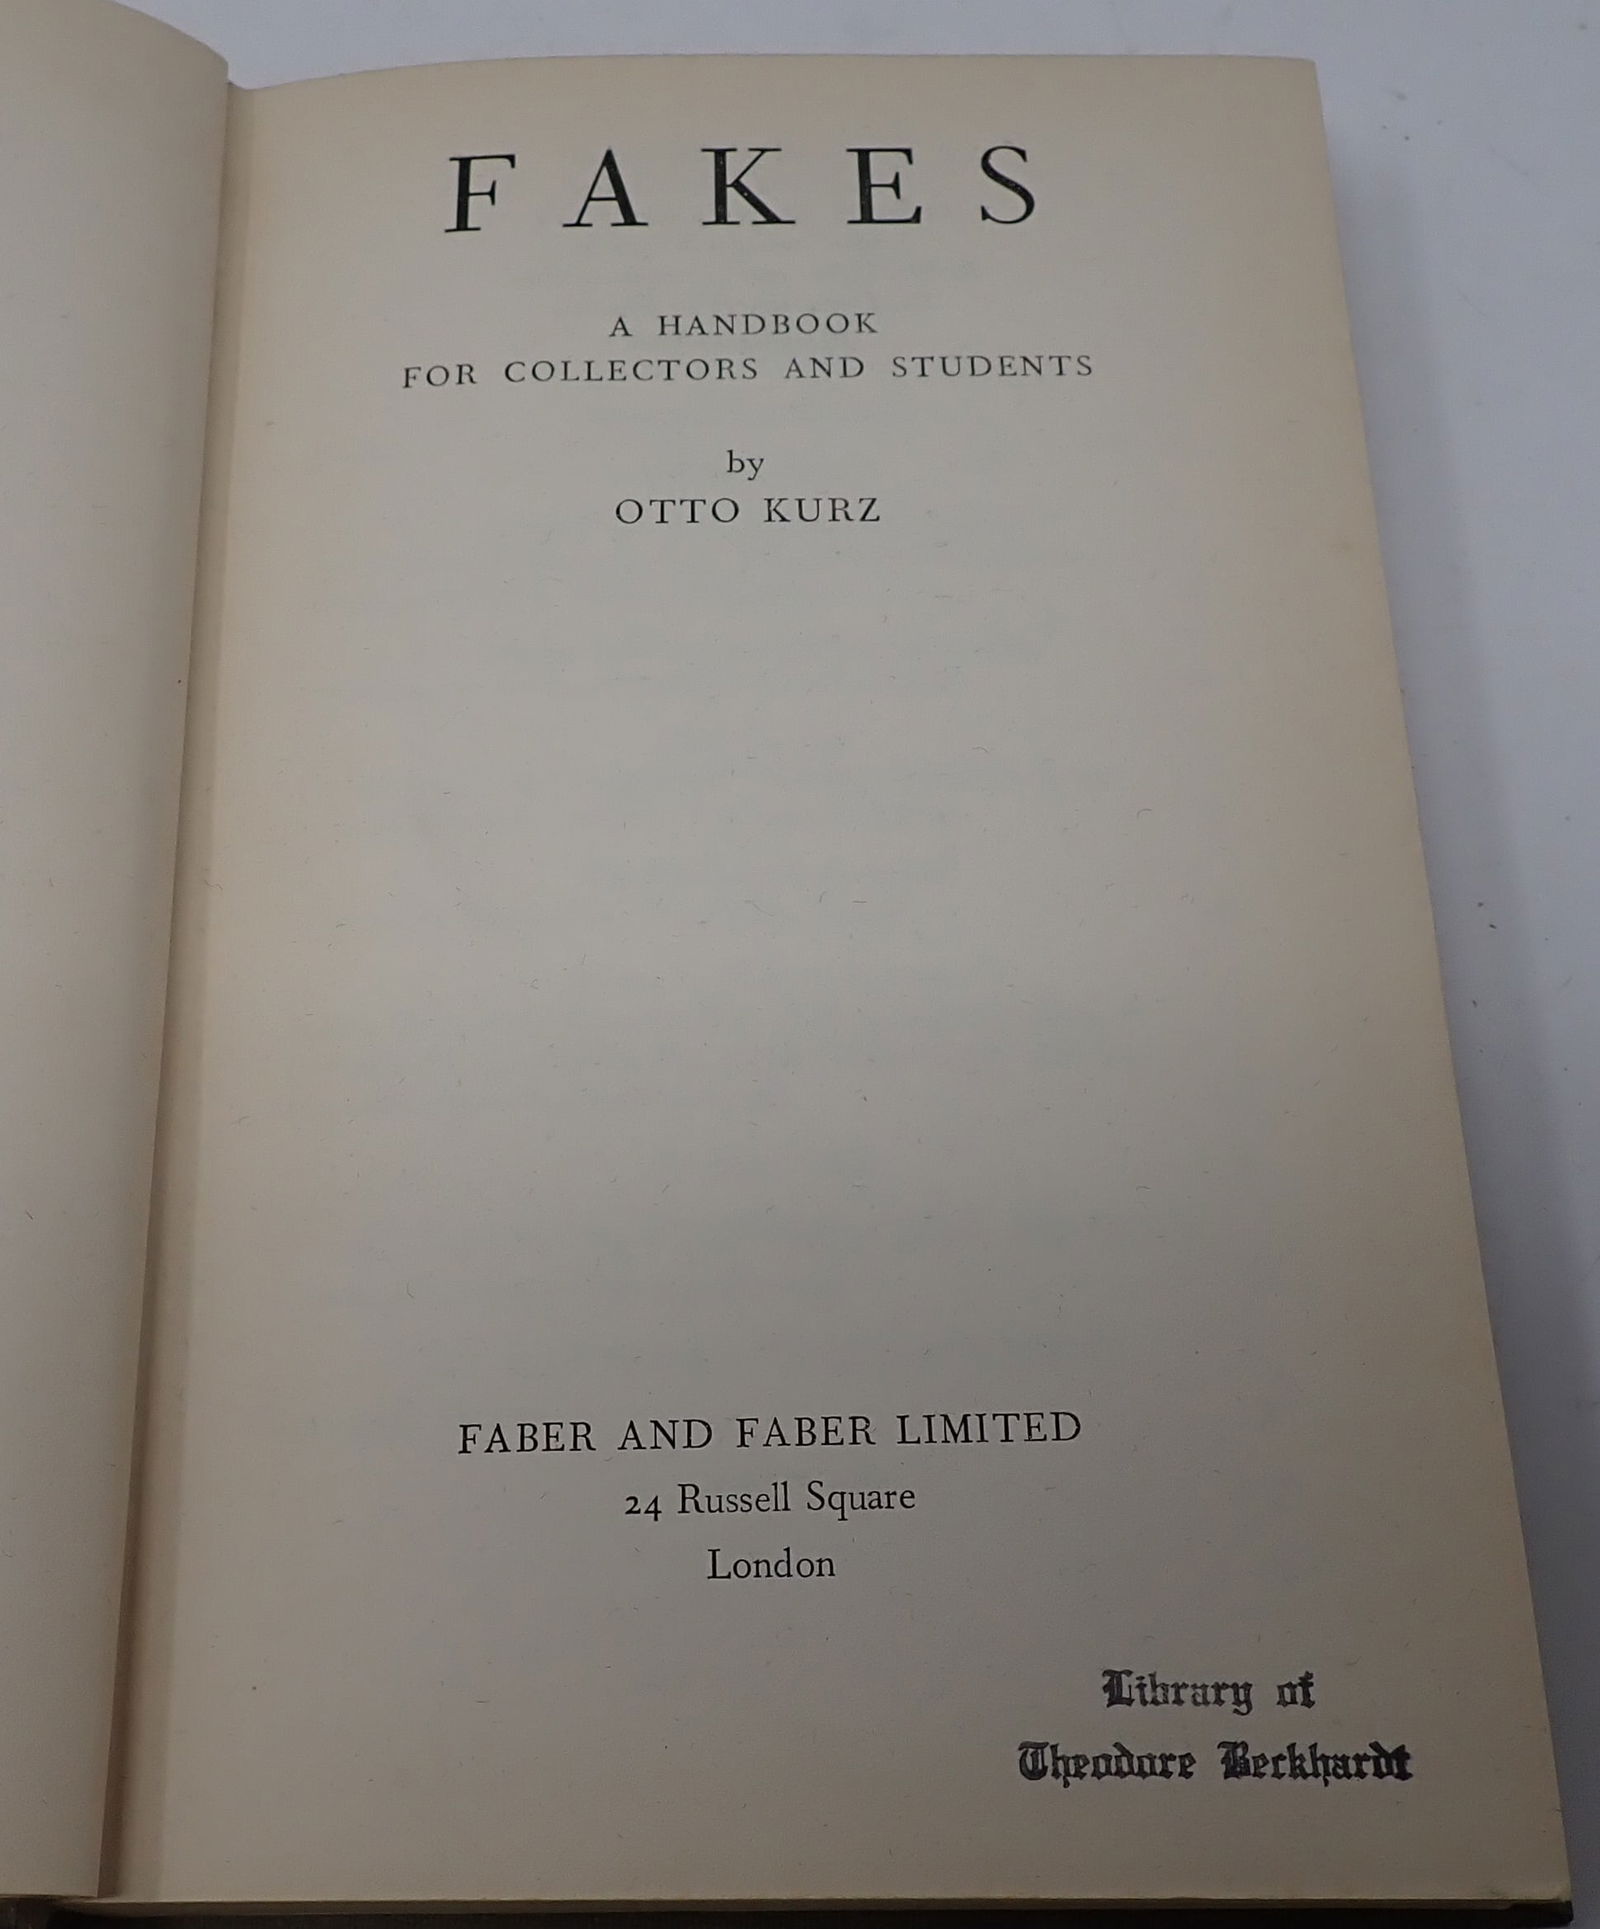 FAKES
A HANDBOOK
FOR COLLECTORS AND STUDENTS
by
OTTO KURZ
FABER AND FABER LIMITED
24 Russell Square
London
Library of
Theodore Beckhardt